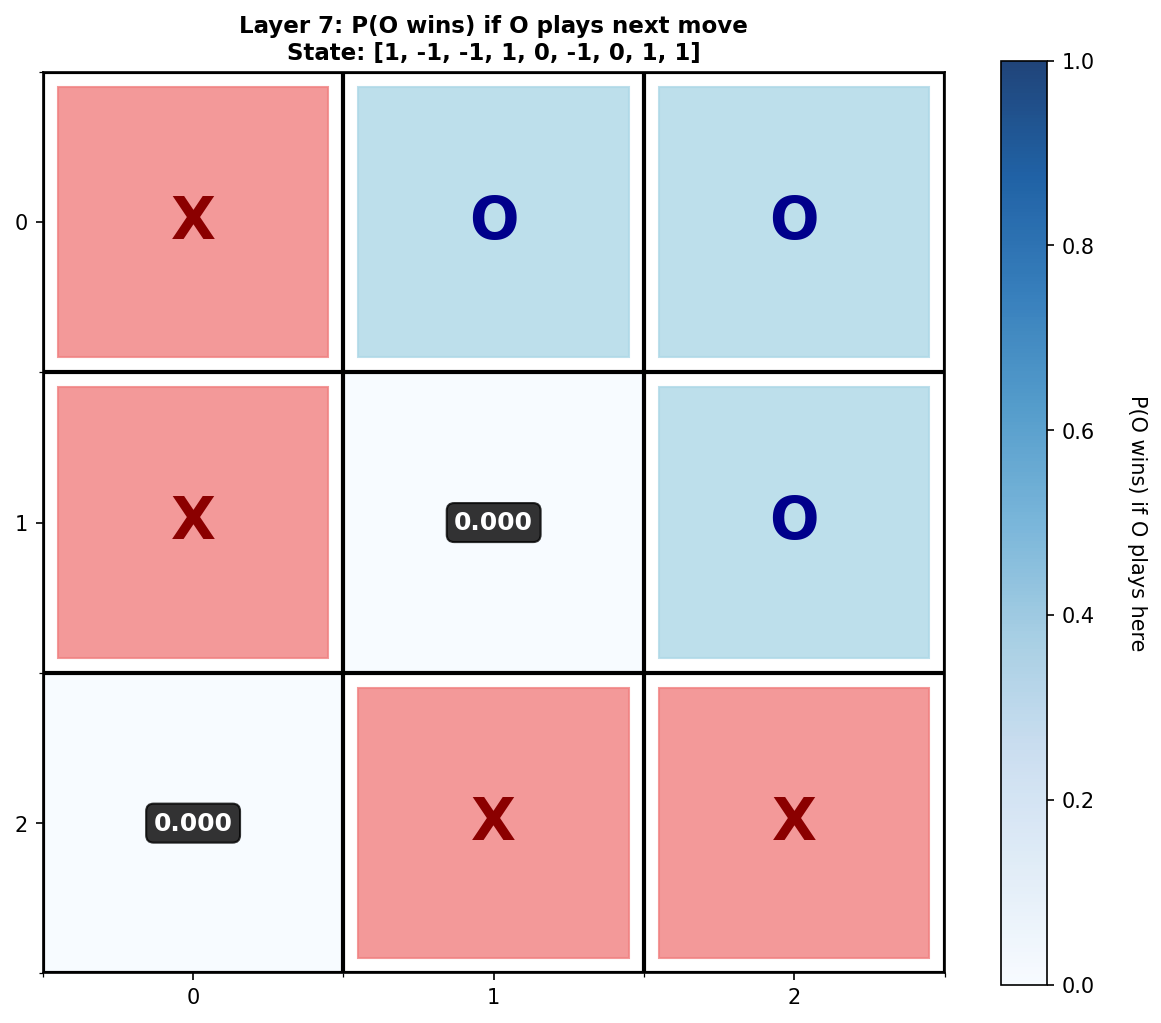 Layer 7: P(O wins) if O plays next move
State: [1, -1, -1, 1, 0, -1, 0, 1, 1]
1.0
0.8
0.6
0.4
0.2
0.0
P(O wins) if O plays here
0 X O O
1 X 0.000 O
2 0.000 X X
0 1 2